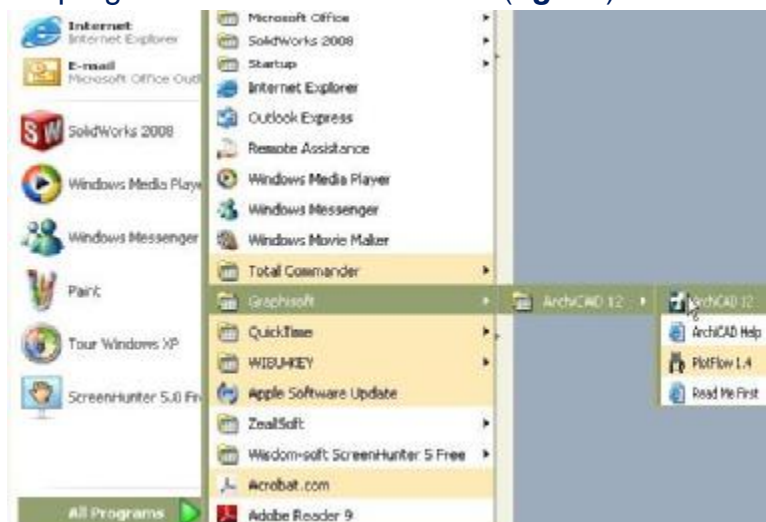 Internet
Internet Explorer
E-mail
Microsoft Office Outl
SolidWorks 2008
Windows Media Playe
Windows Messenger
Paint
Tour Windows XP
ScreenHunter 5.0 Fre
All Programs
Microsoft Office
SolidWorks 2008
Startup
Internet Explorer
Outlook Express
Remote Assistance
Windows Media Player
Windows Messenger
Windows Movie Maker
Total Commander
Graphisoft
QuickTime
WIBU-KEY
Apple Software Update
ZealSoft
Wisdom-soft ScreenHunter 5 Free
Acrobat.com
Adobe Reader 9
ArchiCAD 12
ArchiCAD 12
ArchiCAD Help
PlotFlow 1.4
Read Me First